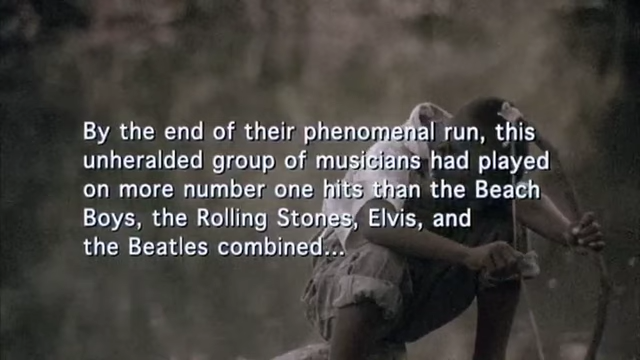 By the end of their phenomenal run, this
unheralded group of musicians had played
on more number one hits than the Beach
Boys, the Rolling Stones, Elvis, and
the Beatles combined...